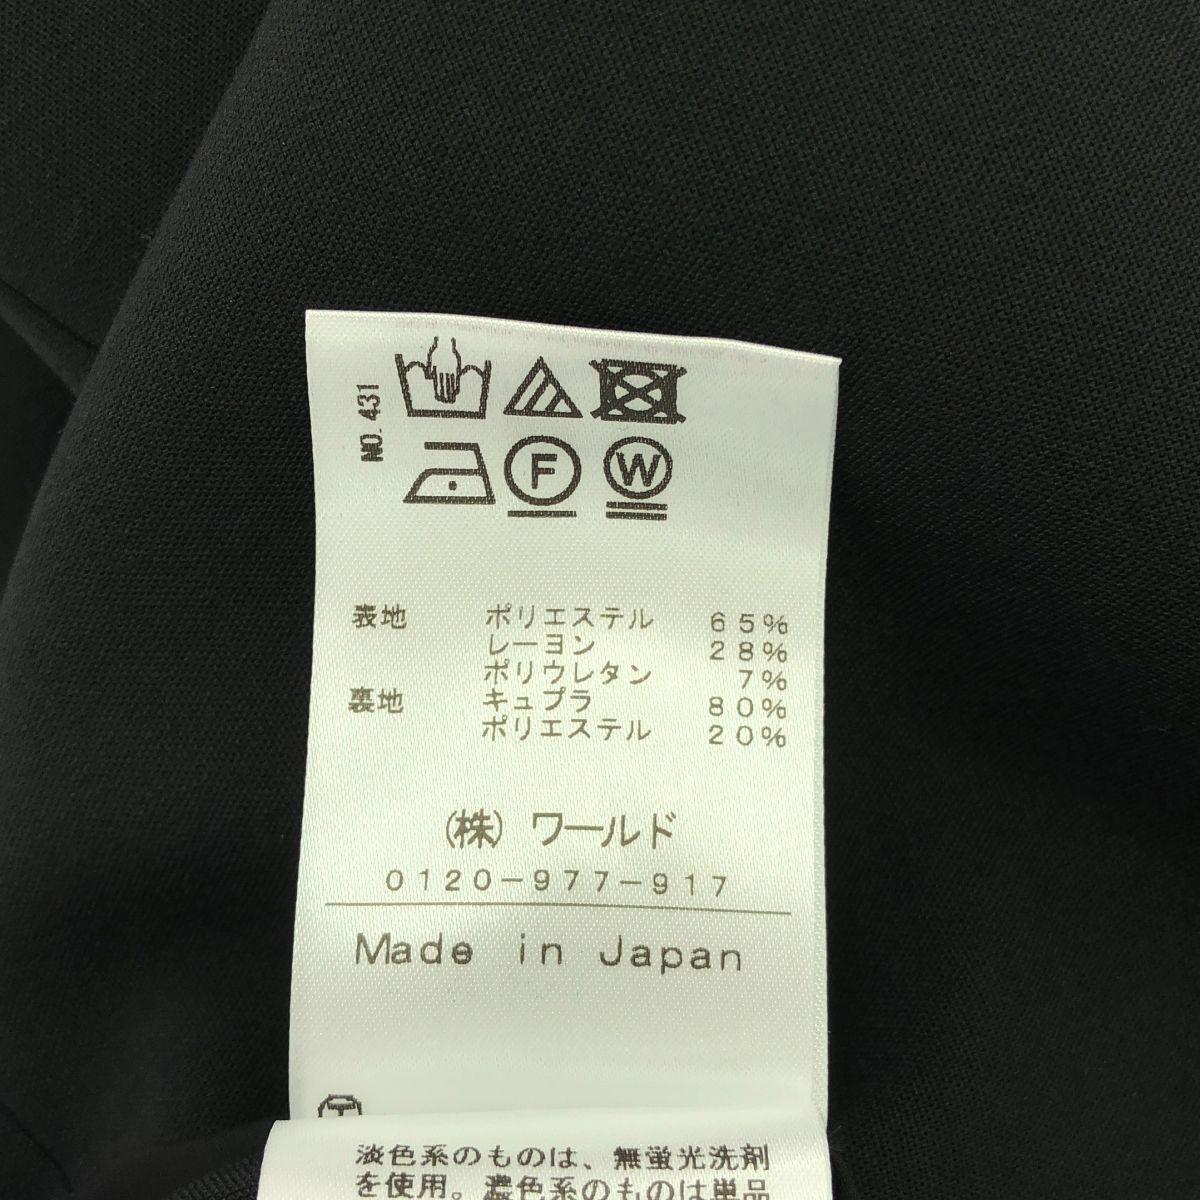 NO. 431
F
W
表地 ポリエステル 65%
レーヨン 28%
ポリウレタン 7%
裏地 キュプラ 80%
ポリエステル 20%
(株) ワールド
0120-977-917
Made in Japan
淡色系のものは、無蛍光洗剤
を使用。濃色系のものは単品